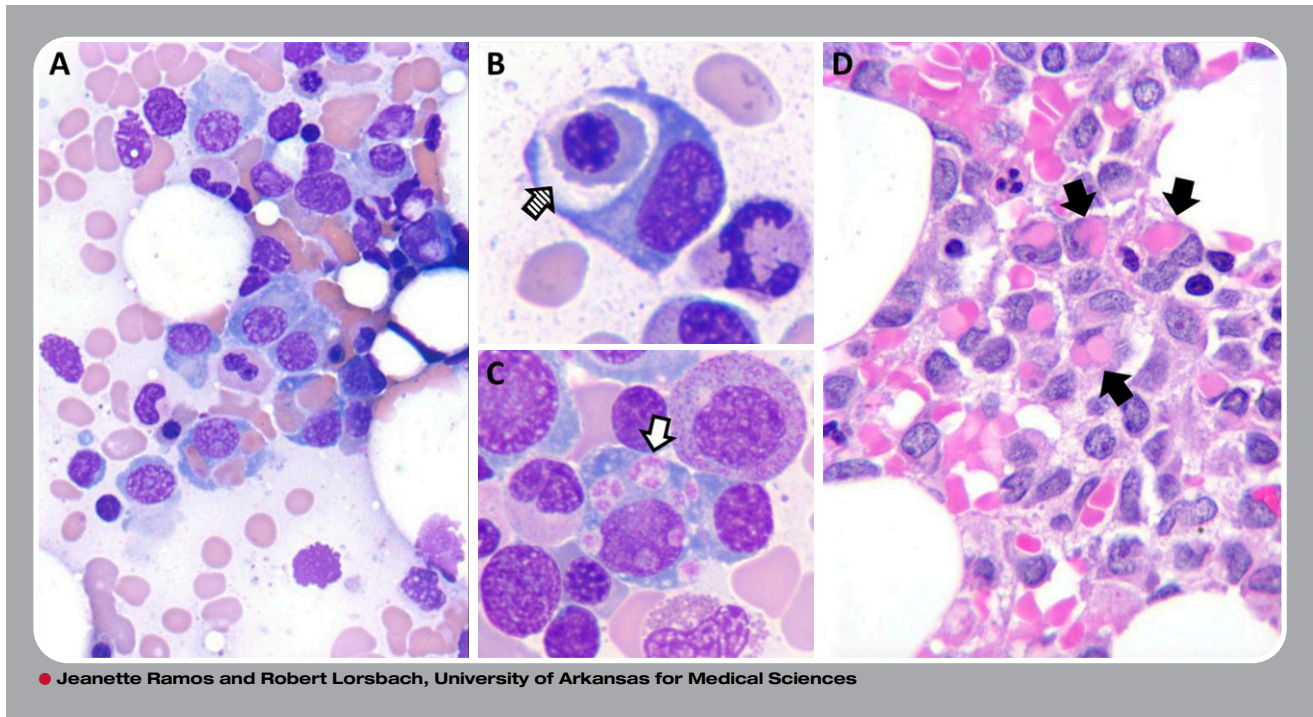 A
B
C
D
Jeanette Ramos and Robert Lorsbach, University of Arkansas for Medical Sciences